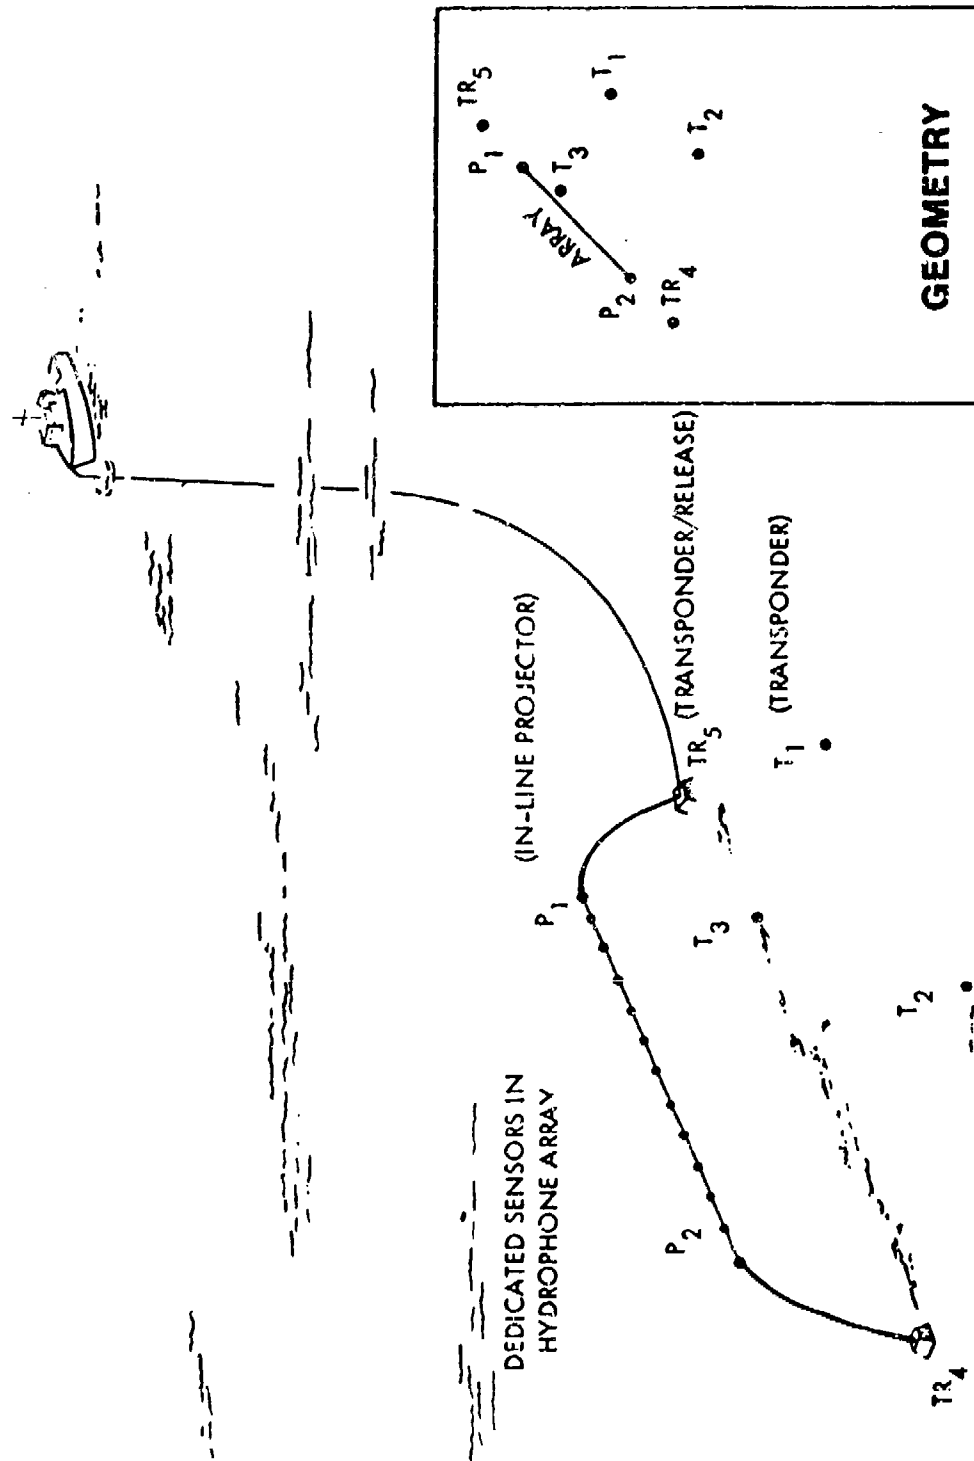 DEDICATED SENSORS IN
HYDROPHONE ARRAY
P1
(IN-LINE PROJECTOR)
P2
TR5 (TRANSPONDER/RELEASE)
T3
T1 (TRANSPONDER)
T2
TR4
TR5
P1
T1
T3
ARRAY
P2
TR4
T2
GEOMETRY